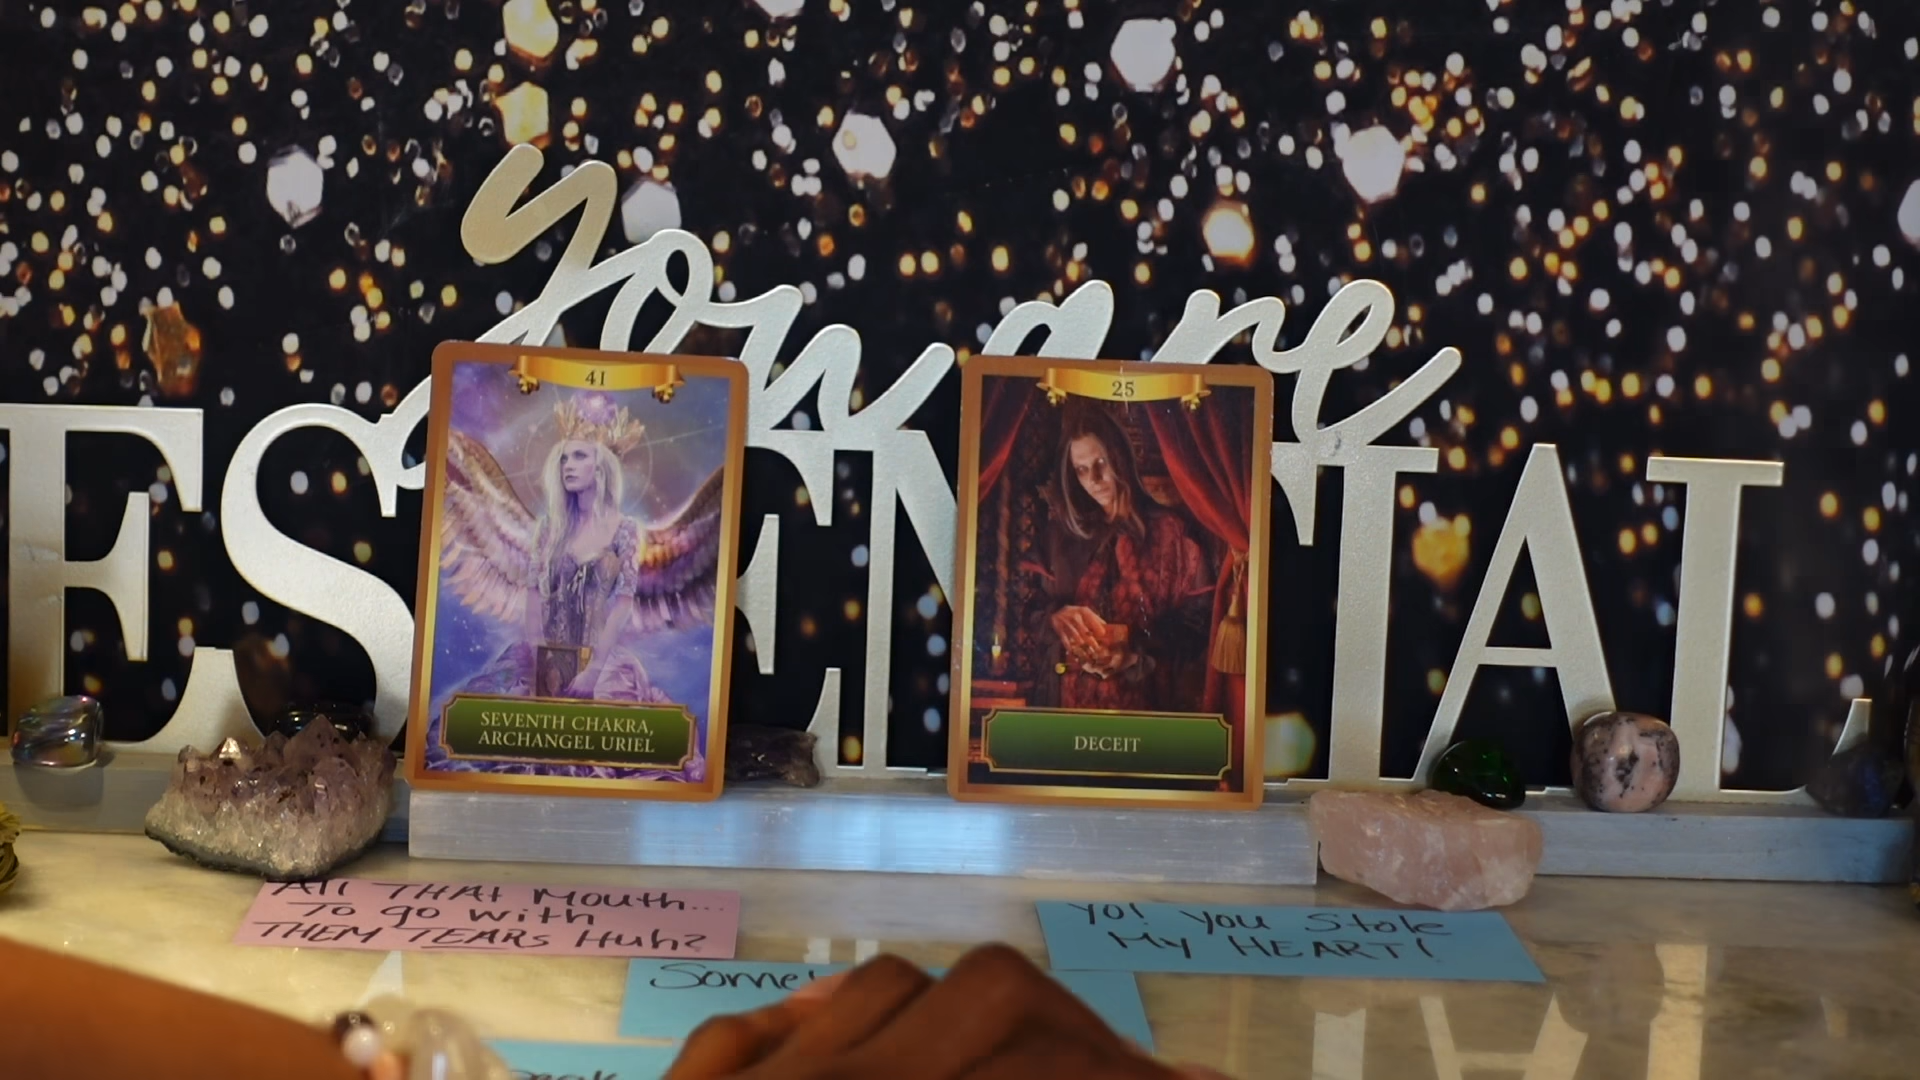 you are
ESSENTIAL
41
SEVENTH CHAKRA,
ARCHANGEL URIEL
25
DECEIT
All THAt Mouth...
To go with
THEM TEARS Huh?
Yo! You Stole
My HEART!